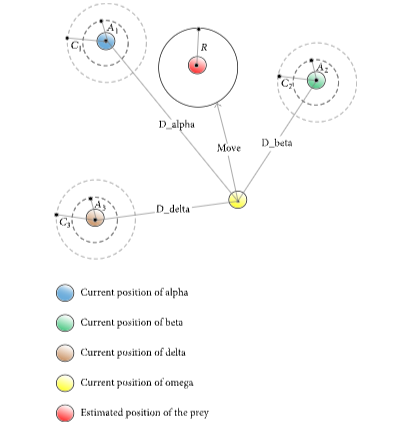 A1
C1
R
A2
C2
D_alpha
Move
D_beta
A3
C3
D_delta
Current position of alpha
Current position of beta
Current position of delta
Current position of omega
Estimated position of the prey